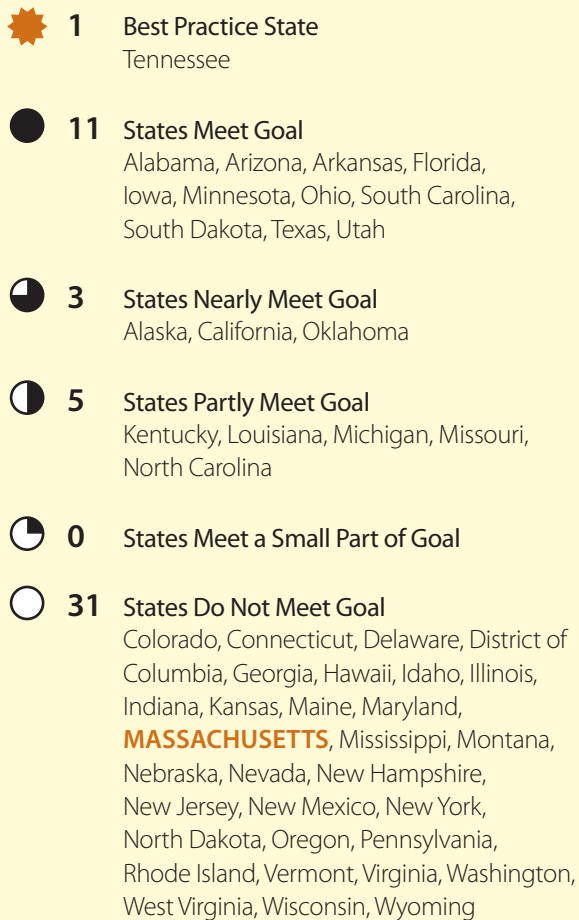 1 Best Practice State
Tennessee
11 States Meet Goal
Alabama, Arizona, Arkansas, Florida,
Iowa, Minnesota, Ohio, South Carolina,
South Dakota, Texas, Utah
3 States Nearly Meet Goal
Alaska, California, Oklahoma
5 States Partly Meet Goal
Kentucky, Louisiana, Michigan, Missouri,
North Carolina
0 States Meet a Small Part of Goal
31 States Do Not Meet Goal
Colorado, Connecticut, Delaware, District of
Columbia, Georgia, Hawaii, Idaho, Illinois,
Indiana, Kansas, Maine, Maryland,
MASSACHUSETTS, Mississippi, Montana,
Nebraska, Nevada, New Hampshire,
New Jersey, New Mexico, New York,
North Dakota, Oregon, Pennsylvania,
Rhode Island, Vermont, Virginia, Washington,
West Virginia, Wisconsin, Wyoming